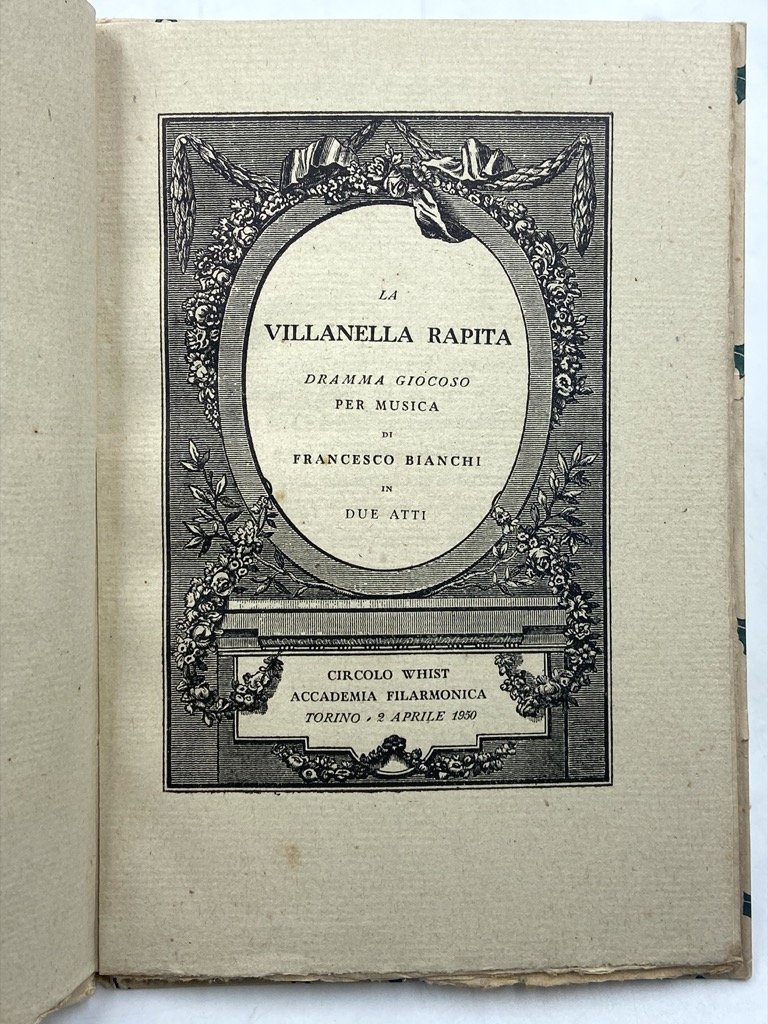 LA
VILLANELLA RAPITA
DRAMMA GIOCOSO
PER MUSICA
DI
FRANCESCO BIANCHI
IN
DUE ATTI
CIRCOLO WHIST
ACCADEMIA FILARMONICA
TORINO - 2 APRILE 1950